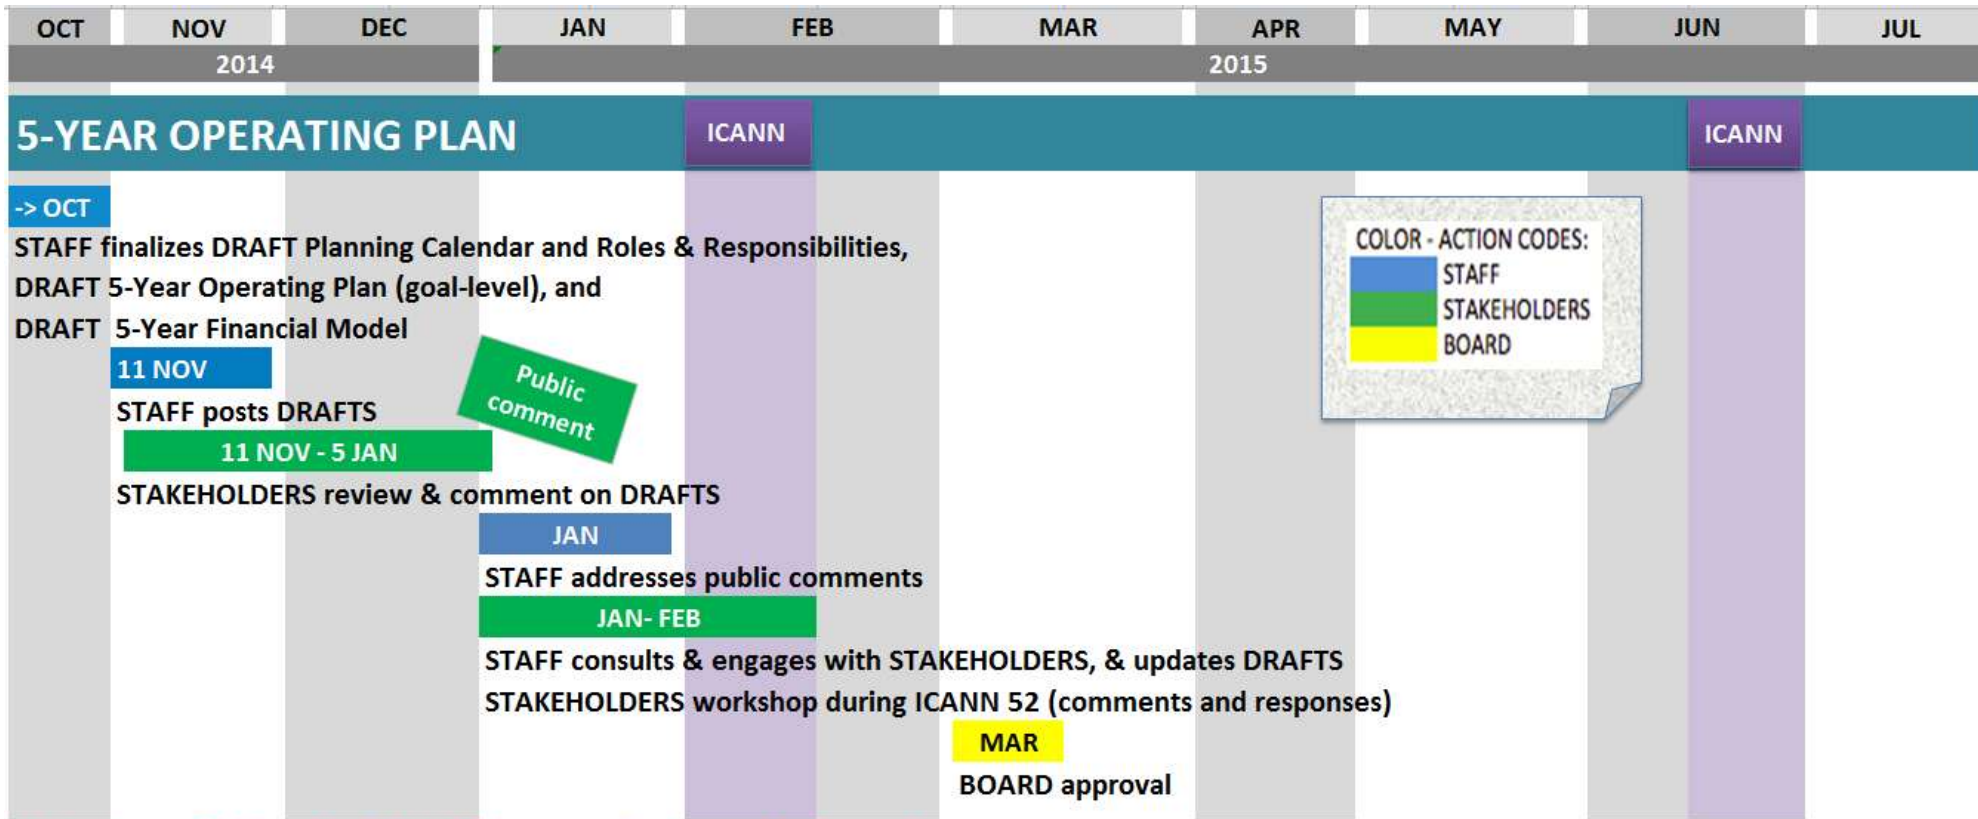 OCT NOV DEC JAN FEB MAR APR MAY JUN JUL
2014 2015
5-YEAR OPERATING PLAN ICANN ICANN
-> OCT
STAFF finalizes DRAFT Planning Calendar and Roles & Responsibilities,
DRAFT 5-Year Operating Plan (goal-level), and
DRAFT 5-Year Financial Model
COLOR - ACTION CODES:
STAFF
STAKEHOLDERS
BOARD
11 NOV
STAFF posts DRAFTS
Public
comment
11 NOV - 5 JAN
STAKEHOLDERS review & comment on DRAFTS
JAN
STAFF addresses public comments
JAN- FEB
STAFF consults & engages with STAKEHOLDERS, & updates DRAFTS
STAKEHOLDERS workshop during ICANN 52 (comments and responses)
MAR
BOARD approval